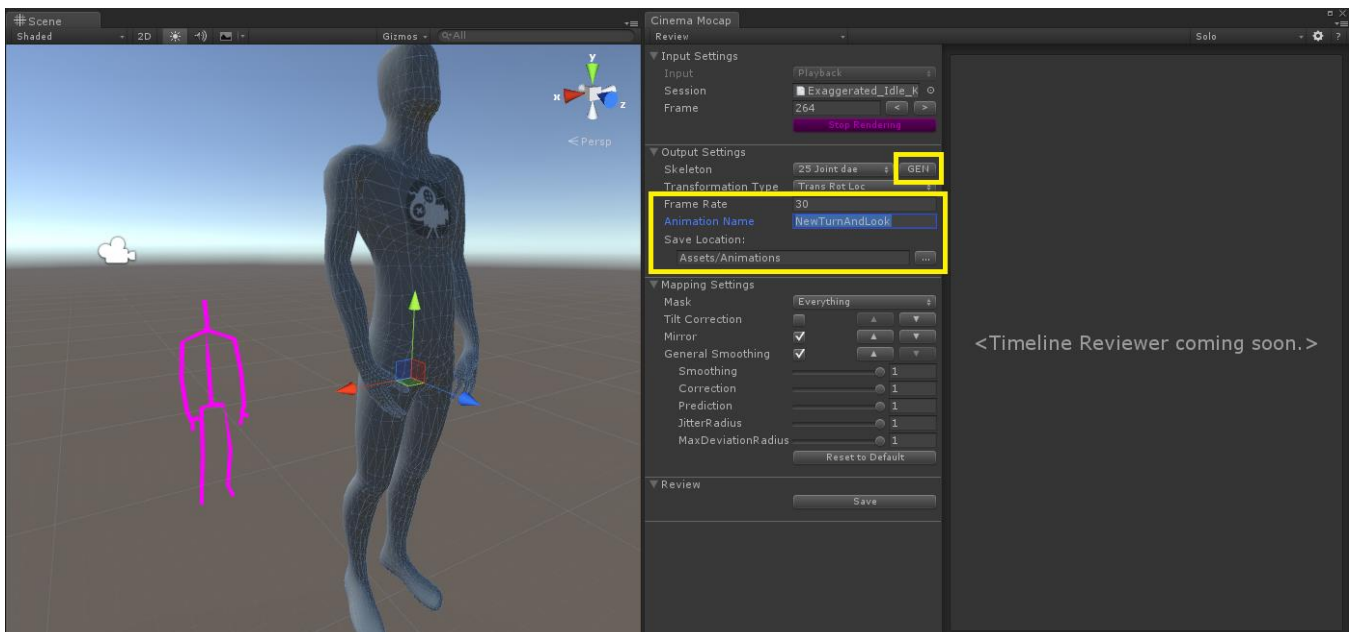 Scene
Shaded
2D
Gizmos
All
y
x
z
Persp
Cinema Mocap
Review
Solo
?
Input Settings
Input Playback
Session Exaggerated_Idle_K
Frame 264 < >
Stop Rendering
Output Settings
Skeleton 25 Joint dae GEN
Transformation Type Trans Rot Loc
Frame Rate 30
Animation Name NewTurnAndLook
Save Location:
Assets/Animations ...
Mapping Settings
Mask Everything
Tilt Correction
Mirror
General Smoothing
Smoothing 1
Correction 1
Prediction 1
JitterRadius 1
MaxDeviationRadius 1
Reset to Default
Review
Save
<Timeline Reviewer coming soon.>